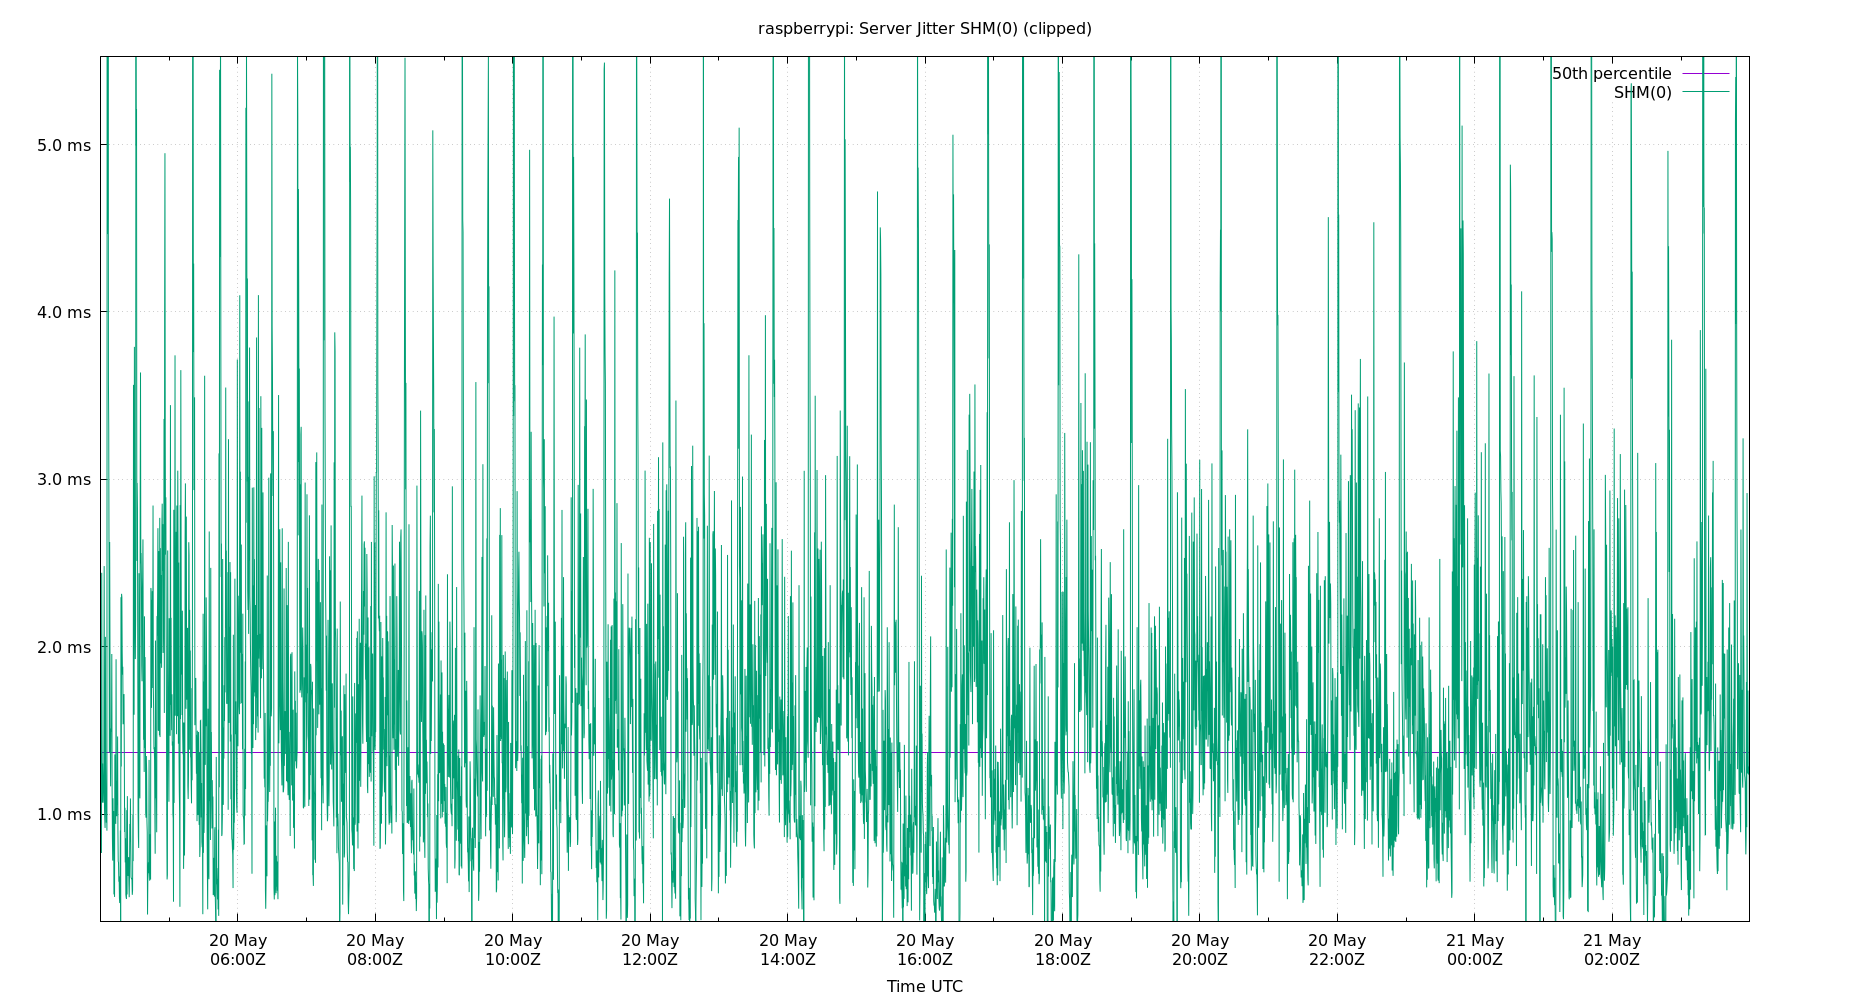 raspberrypi: Server Jitter SHM(0) (clipped)
50th percentile
SHM(0)
5.0 ms
4.0 ms
3.0 ms
2.0 ms
1.0 ms
20 May 20 May 20 May 20 May 20 May 20 May 20 May 20 May 20 May 21 May 21 May
06:00Z 08:00Z 10:00Z 12:00Z 14:00Z 16:00Z 18:00Z 20:00Z 22:00Z 00:00Z 02:00Z
Time UTC